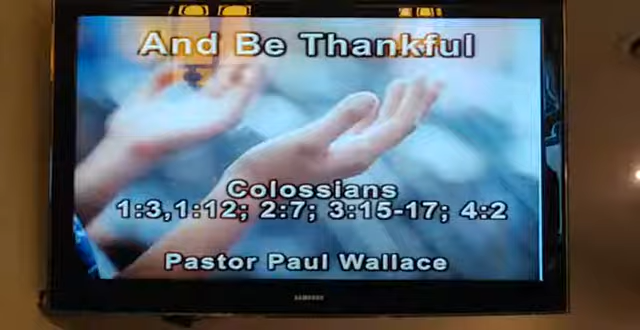 And Be Thankful
Colossians
1:3,1:12; 2:7; 3:15-17; 4:2
Pastor Paul Wallace
SAMSUNG